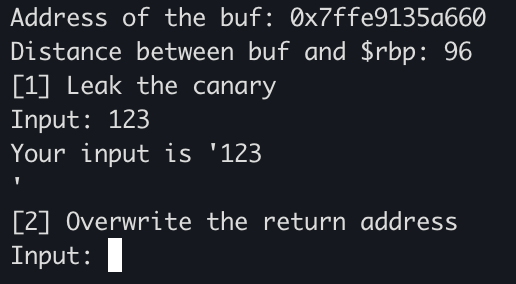 Address of the buf: 0x7ffe9135a660
Distance between buf and $rbp: 96
[1] Leak the canary
Input: 123
Your input is '123
'
[2] Overwrite the return address
Input: